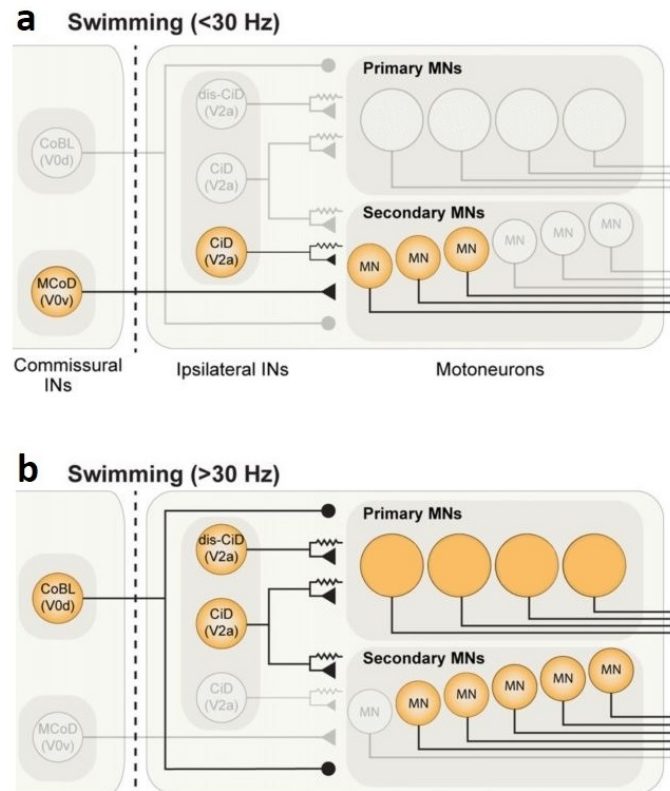 a
Swimming (<30 Hz)
Primary MNs
dis-CiD
(V2a)
CoBL
(V0d)
CiD
(V2a)
Secondary MNs
CiD
(V2a)
MN
MN
MN
MN
MN
MN
MCoD
(V0v)
Commissural
INs
Ipsilateral INs
Motoneurons
b
Swimming (>30 Hz)
Primary MNs
dis-CiD
(V2a)
CoBL
(V0d)
CiD
(V2a)
Secondary MNs
CiD
(V2a)
MN
MN
MN
MN
MN
MN
MCoD
(V0v)